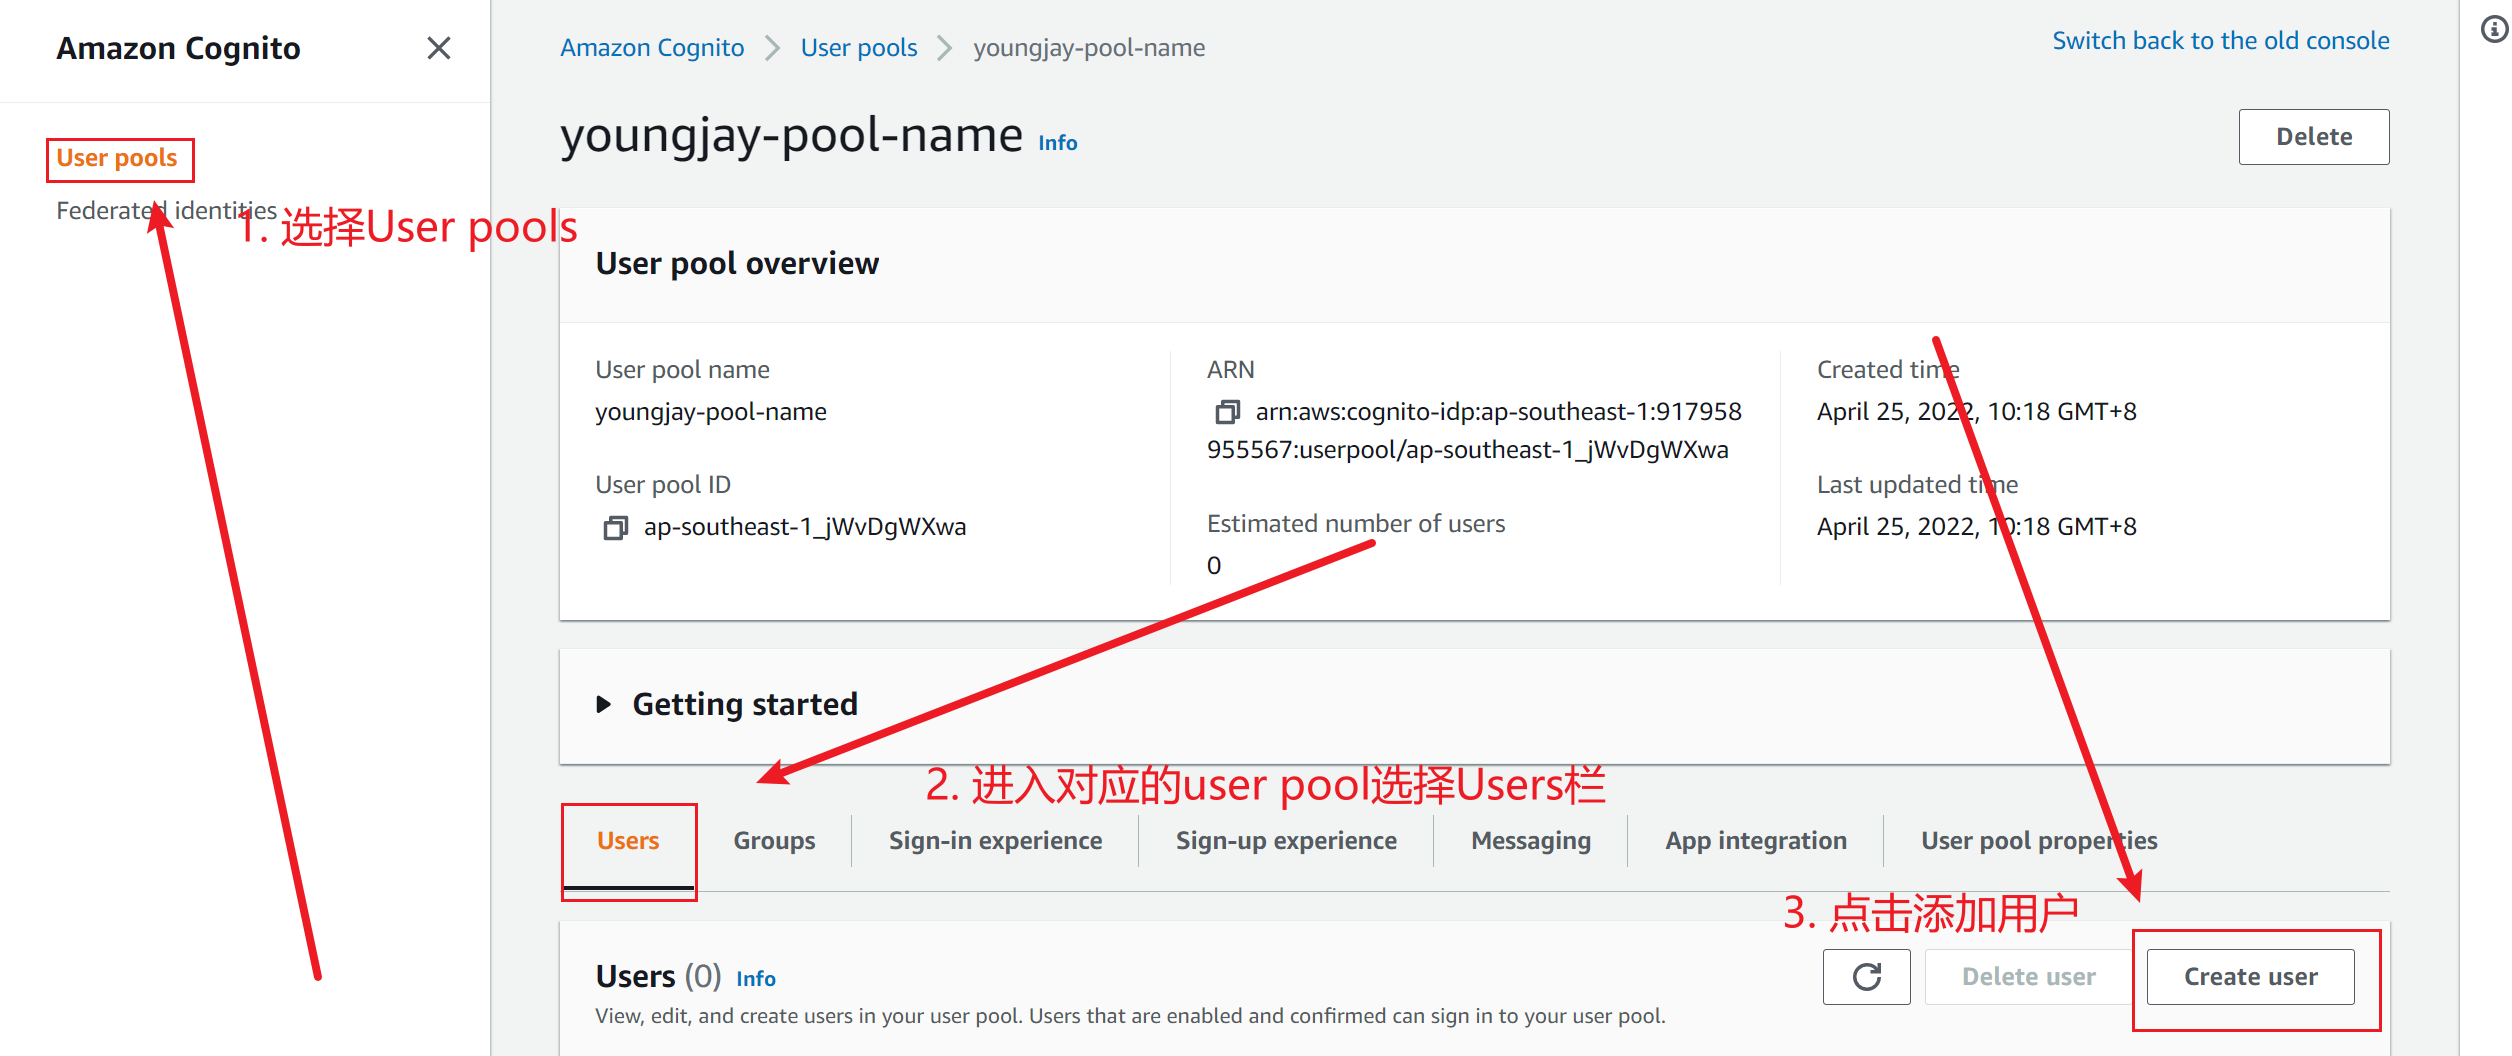 Amazon Cognito
User pools
Federated identities
1. 选择User pools
Amazon Cognito User pools youngjay-pool-name
Switch back to the old console
youngjay-pool-name Info
Delete
User pool overview
User pool name
youngjay-pool-name
User pool ID
ap-southeast-1_jWvDgWXwa
ARN
arn:aws:cognito-idp:ap-southeast-1:917958
955567:userpool/ap-southeast-1_jWvDgWXwa
Estimated number of users
0
Created time
April 25, 2022, 10:18 GMT+8
Last updated time
April 25, 2022, 10:18 GMT+8
Getting started
2. 进入对应的user pool选择Users栏
Users Groups Sign-in experience Sign-up experience Messaging App integration User pool properties
3. 点击添加用户
Users (0) Info
Delete user
Create user
View, edit, and create users in your user pool. Users that are enabled and confirmed can sign in to your user pool.